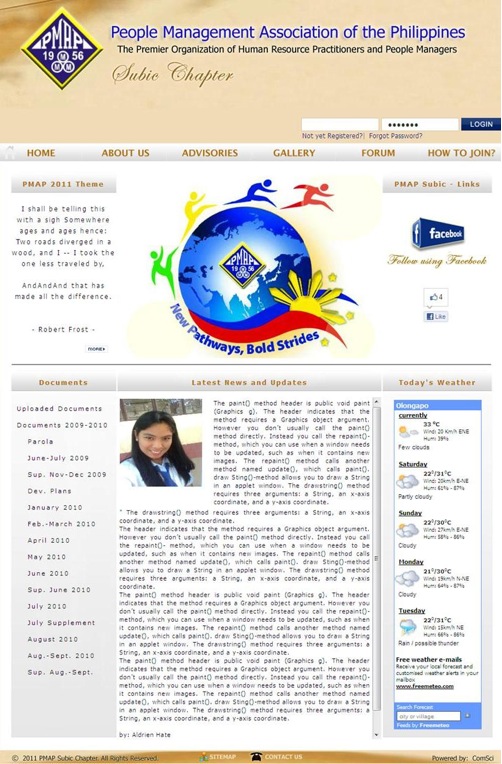 PMAP
1956
MMMM
People Management Association of the Philippines
The Premier Organization of Human Resource Practitioners and People Managers
Subic Chapter
LOGIN
Not yet Registered?| Forgot Password?
HOME
ABOUT US
ADVISORIES
GALLERY
FORUM
HOW TO JOIN?
PMAP 2011 Theme
I shall be telling this
with a sigh Somewhere
ages and ages hence:
Two roads diverged in a
wood, and I -- I took the
one less traveled by,
AndAndAnd that has
made all the difference.
- Robert Frost -
MORE
PMAP
1956
New Pathways, Bold Strides
PMAP Subic - Links
facebook
Follow using Facebook
4
Like
Documents
Uploaded Documents
Documents 2009-2010
Parola
June-July 2009
Sup. Nov-Dec 2009
Dev. Plans
January 2010
Feb.-March 2010
April 2010
May 2010
June 2010
Sup. June 2010
July 2010
July Supplement
August 2010
Aug.-Sept. 2010
Sup. Aug.-Sept.
Latest News and Updates
The paint() method header is public void paint
(Graphics g). The header indicates that the
method requires a Graphics object argument.
However you don't usually call the paint()
method directly. Instead you call the repaint()-
method, which you can use when a window needs
to be updated, such as when it contains new
images. The repaint() method calls another
method named update(), which calls paint().
draw Sting()-method allows you to draw a String
in an applet window. The drawstring() method
requires three arguments: a String, an x-axis
coordinate, and a y-axis coordinate.
" The drawstring() method requires three arguments: a String, an x-axis
coordinate, and a y-axis coordinate.
The header indicates that the method requires a Graphics object argument.
However you don't usually call the paint() method directly. Instead you call the
repaint()- method, which you can use when a window needs to be updated,
such as when it contains new images. The repaint() method calls another
method named update(), which calls paint(). draw Sting()-method allows you
to draw a String in an applet window. The drawstring() method requires three
arguments: a String, an x-axis coordinate, and a y-axis coordinate.
The paint() method header is public void paint (Graphics g). The header
indicates that the method requires a Graphics object argument. However you
don't usually call the paint() method directly. Instead you call the repaint()-
method, which you can use when a window needs to be updated, such as when
it contains new images. The repaint() method calls another method named
update(), which calls paint(). draw Sting()-method allows you to draw a String
in an applet window. The drawstring() method requires three arguments: a
String, an x-axis coordinate, and a y-axis coordinate.
The paint() method header is public void paint (Graphics g). The header
indicates that the method requires a Graphics object argument. However you
don't usually call the paint() method directly. Instead you call the repaint()-
method, which you can use when a window needs to be updated, such as when
it contains new images. The repaint() method calls another method named
update(), which calls paint(). draw Sting()-method allows you to draw a String
in an applet window. The drawstring() method requires three arguments: a
String, an x-axis coordinate, and a y-axis coordinate.
by: Aldrien Hate
Today's Weather
Olongapo
currently
33 ºC
Wind: 20 Km/h ENE
Hum: 39%
Few clouds
Saturday
22º/31ºC
Wind: 20km/h E-NE
Hum: 61% - 87%
Partly cloudy
Sunday
22º/30ºC
Wind: 27km/h E-NE
Hum: 58% - 86%
Cloudy
Monday
21º/30ºC
Wind: 19km/h N-NE
Hum: 64% - 87%
Cloudy
Tuesday
22º/31ºC
Wind: 15km/h NE
Hum: 66% - 86%
Rain / possible thunder
Free weather e-mails
Receive your local forecast and
customised weather alerts in your
mailbox
www.freemeteo.com
Search Forecast
city or village
Feeds by Freemeteo
© 2011 PMAP Subic Chapter. All Rights Reserved.
SITEMAP
CONTACT US
Powered by: ComSci